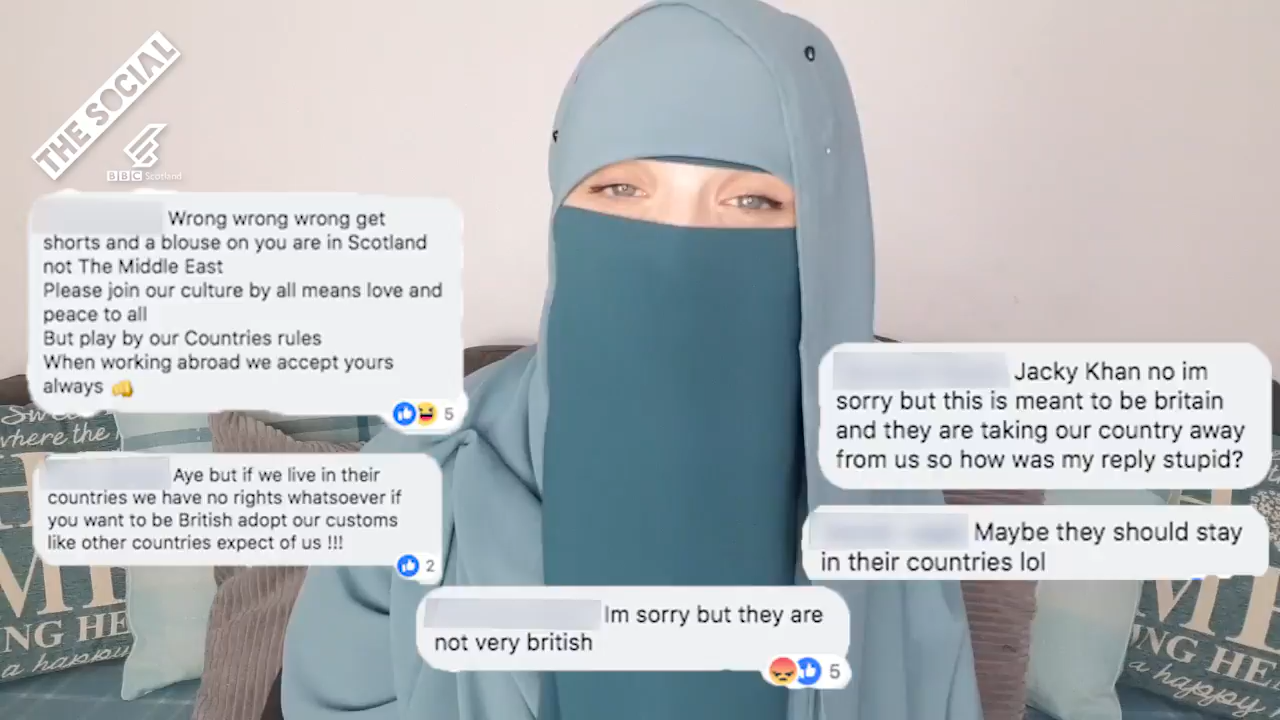 THE SOCIAL
BBC Scotland
Wrong wrong wrong get
shorts and a blouse on you are in Scotland
not The Middle East
Please join our culture by all means love and
peace to all
But play by our Countries rules
When working abroad we accept yours
always 👊
5
Aye but if we live in their
countries we have no rights whatsoever if
you want to be British adopt our customs
like other countries expect of us !!!
2
Jacky Khan no im
sorry but this is meant to be britain
and they are taking our country away
from us so how was my reply stupid?
Maybe they should stay
in their countries lol
Im sorry but they are
not very british
5
where the
a happy
a happy